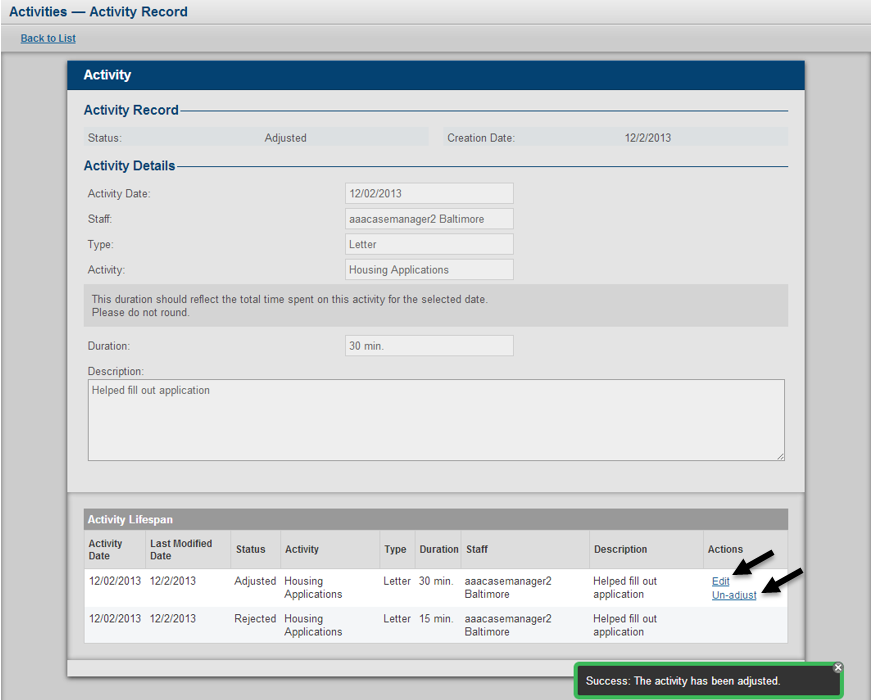 Activities — Activity Record
Back to List
Activity
Activity Record
Status: Adjusted Creation Date: 12/2/2013
Activity Details
Activity Date: 12/02/2013
Staff: aaacasemanager2 Baltimore
Type: Letter
Activity: Housing Applications
This duration should reflect the total time spent on this activity for the selected date.
Please do not round.
Duration: 30 min.
Description:
Helped fill out application
Activity Lifespan
Activity Last Modified Status Activity Type Duration Staff Description Actions
Date Date
12/02/2013 12/2/2013 Adjusted Housing Letter 30 min. aaacasemanager2 Helped fill out Edit
Applications Baltimore application Un-adjust
12/02/2013 12/2/2013 Rejected Housing Letter 15 min. aaacasemanager2 Helped fill out
Applications Baltimore application
Success: The activity has been adjusted.